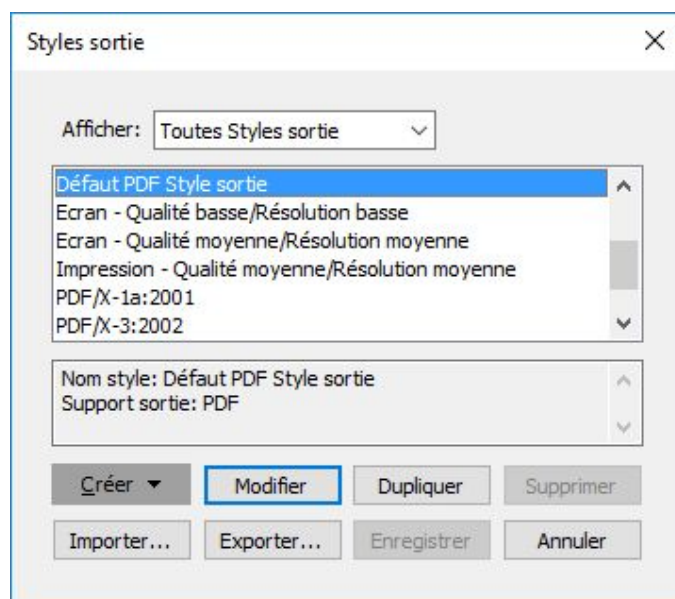 Styles sortie
Afficher: Toutes Styles sortie
Défaut PDF Style sortie
Ecran - Qualité basse/Résolution basse
Ecran - Qualité moyenne/Résolution moyenne
Impression - Qualité moyenne/Résolution moyenne
PDF/X-1a:2001
PDF/X-3:2002
Nom style: Défaut PDF Style sortie
Support sortie: PDF
Créer Modifier Dupliquer Supprimer
Importer... Exporter... Enregistrer Annuler